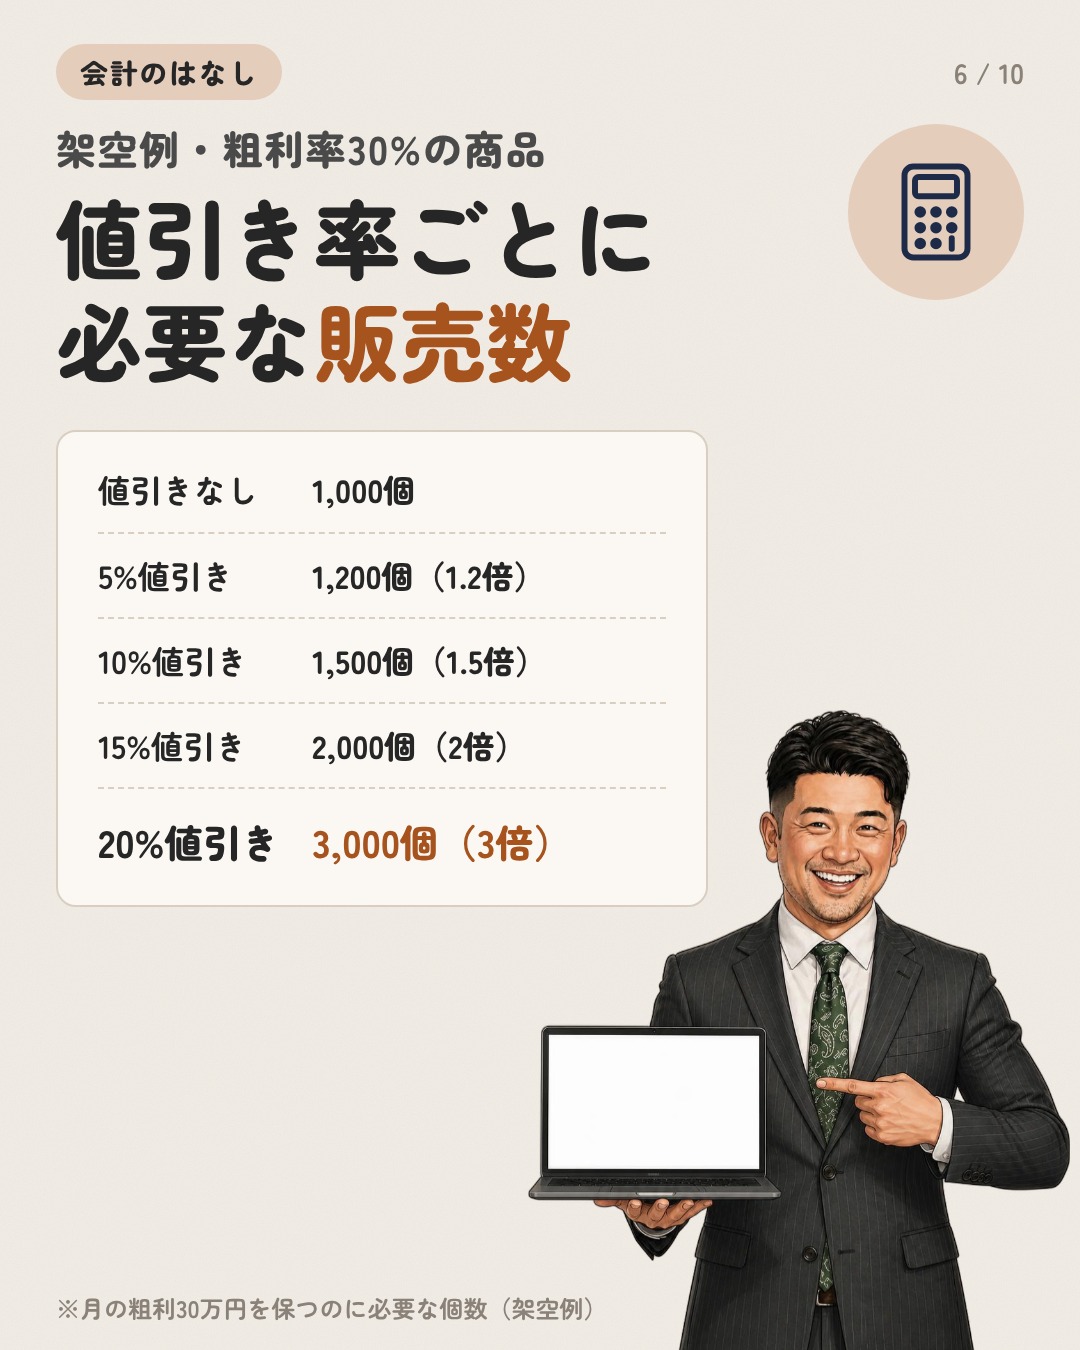 会計のはなし
6 / 10
架空例・粗利率30%の商品
値引き率ごとに
必要な販売数
値引きなし 1,000個
5%値引き 1,200個（1.2倍）
10%値引き 1,500個（1.5倍）
15%値引き 2,000個（2倍）
20%値引き 3,000個（3倍）
※月の粗利30万円を保つのに必要な個数（架空例）